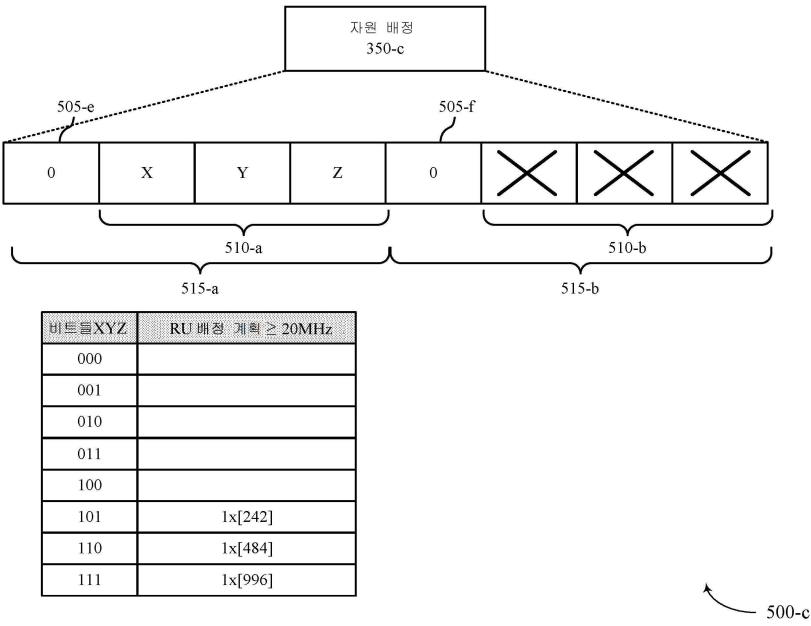 자원 배정
350-c
505-e
505-f
0 X Y Z 0
510-a
510-b
515-a
515-b
비트들XYZ RU 배정 계획 ≥ 20MHz
000
001
010
011
100
101 1x[242]
110 1x[484]
111 1x[996]
500-c